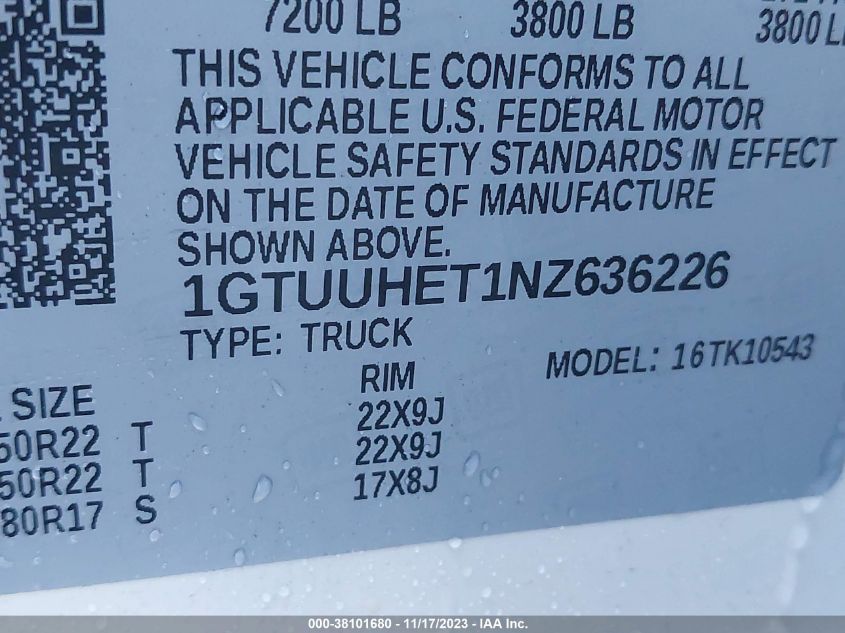 7200 LB 3800 LB 3800 L
THIS VEHICLE CONFORMS TO ALL
APPLICABLE U.S. FEDERAL MOTOR
VEHICLE SAFETY STANDARDS IN EFFECT
ON THE DATE OF MANUFACTURE
SHOWN ABOVE.
1GTUUHET1NZ636226
TYPE: TRUCK MODEL: 16TK10543
SIZE RIM
50R22 T 22X9J
50R22 T 22X9J
80R17 S 17X8J
000-38101680 - 11/17/2023 - IAA Inc.